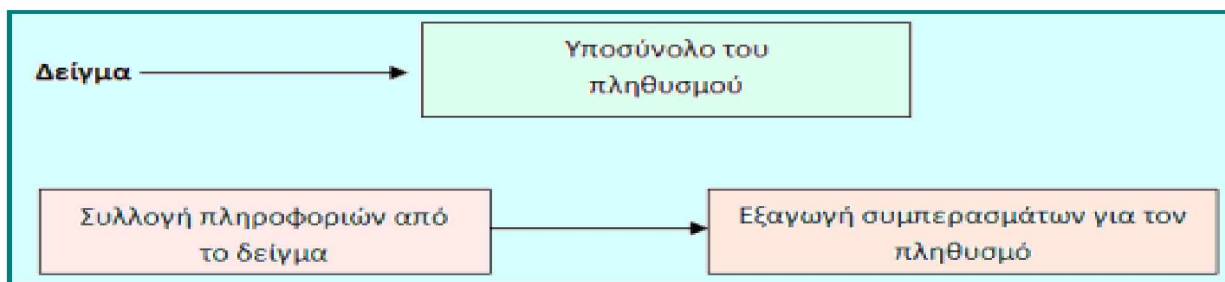 Δείγμα
Υποσύνολο του
πληθυσμού
Συλλογή πληροφοριών από
το δείγμα
Εξαγωγή συμπερασμάτων για τον
πληθυσμό